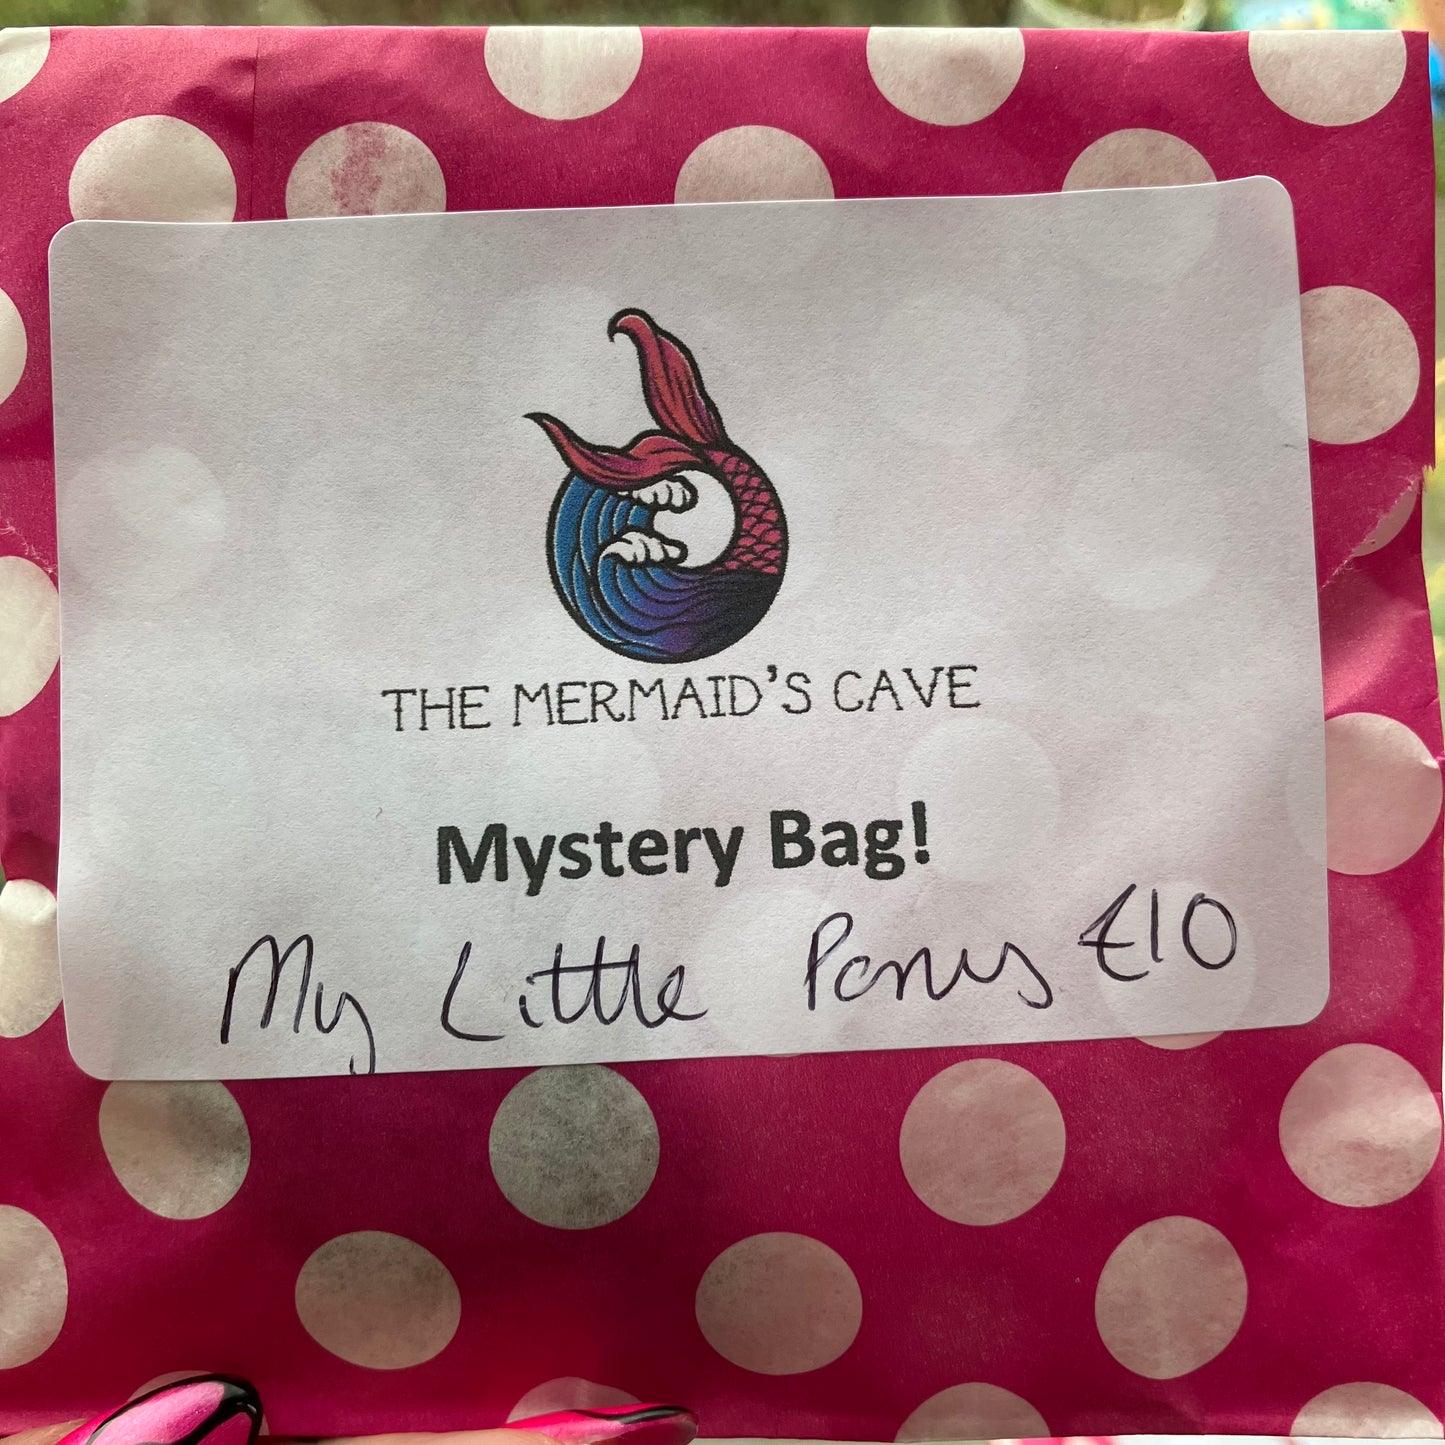 THE MERMAID'S CAVE
Mystery Bag!
My Little Ponys £10